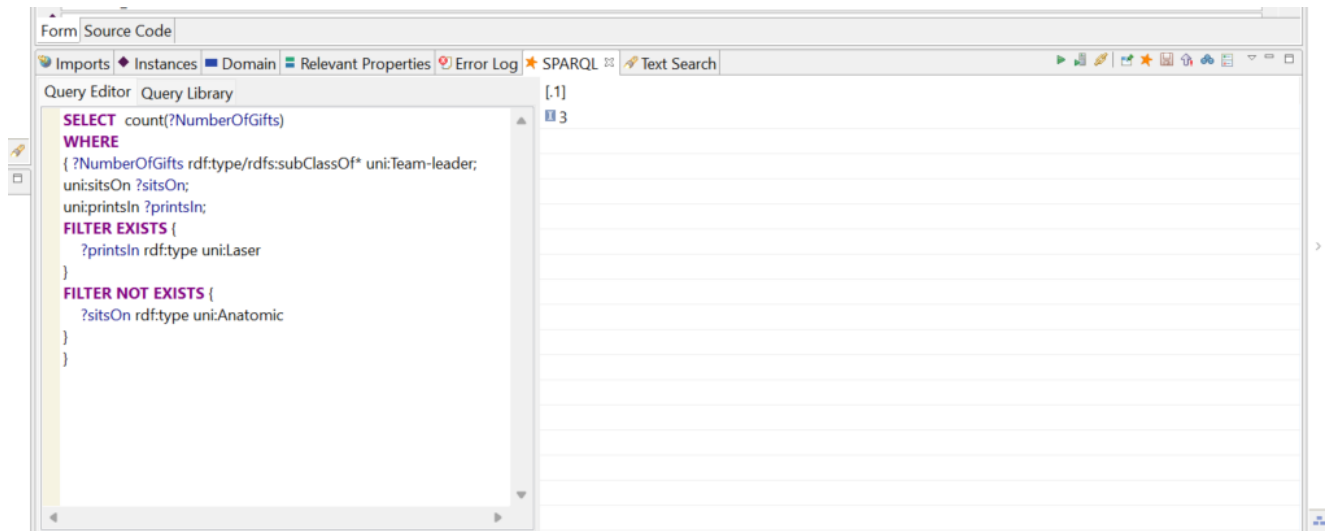 Form Source Code
Imports Instances Domain Relevant Properties Error Log SPARQL Text Search
Query Editor Query Library
[.1]
SELECT count(?NumberOfGifts)
3
WHERE
{ ?NumberOfGifts rdf:type/rdfs:subClassOf* uni:Team-leader;
uni:sitsOn ?sitsOn;
uni:printsIn ?printsIn;
FILTER EXISTS {
?printsIn rdf:type uni:Laser
}
FILTER NOT EXISTS {
?sitsOn rdf:type uni:Anatomic
}
}